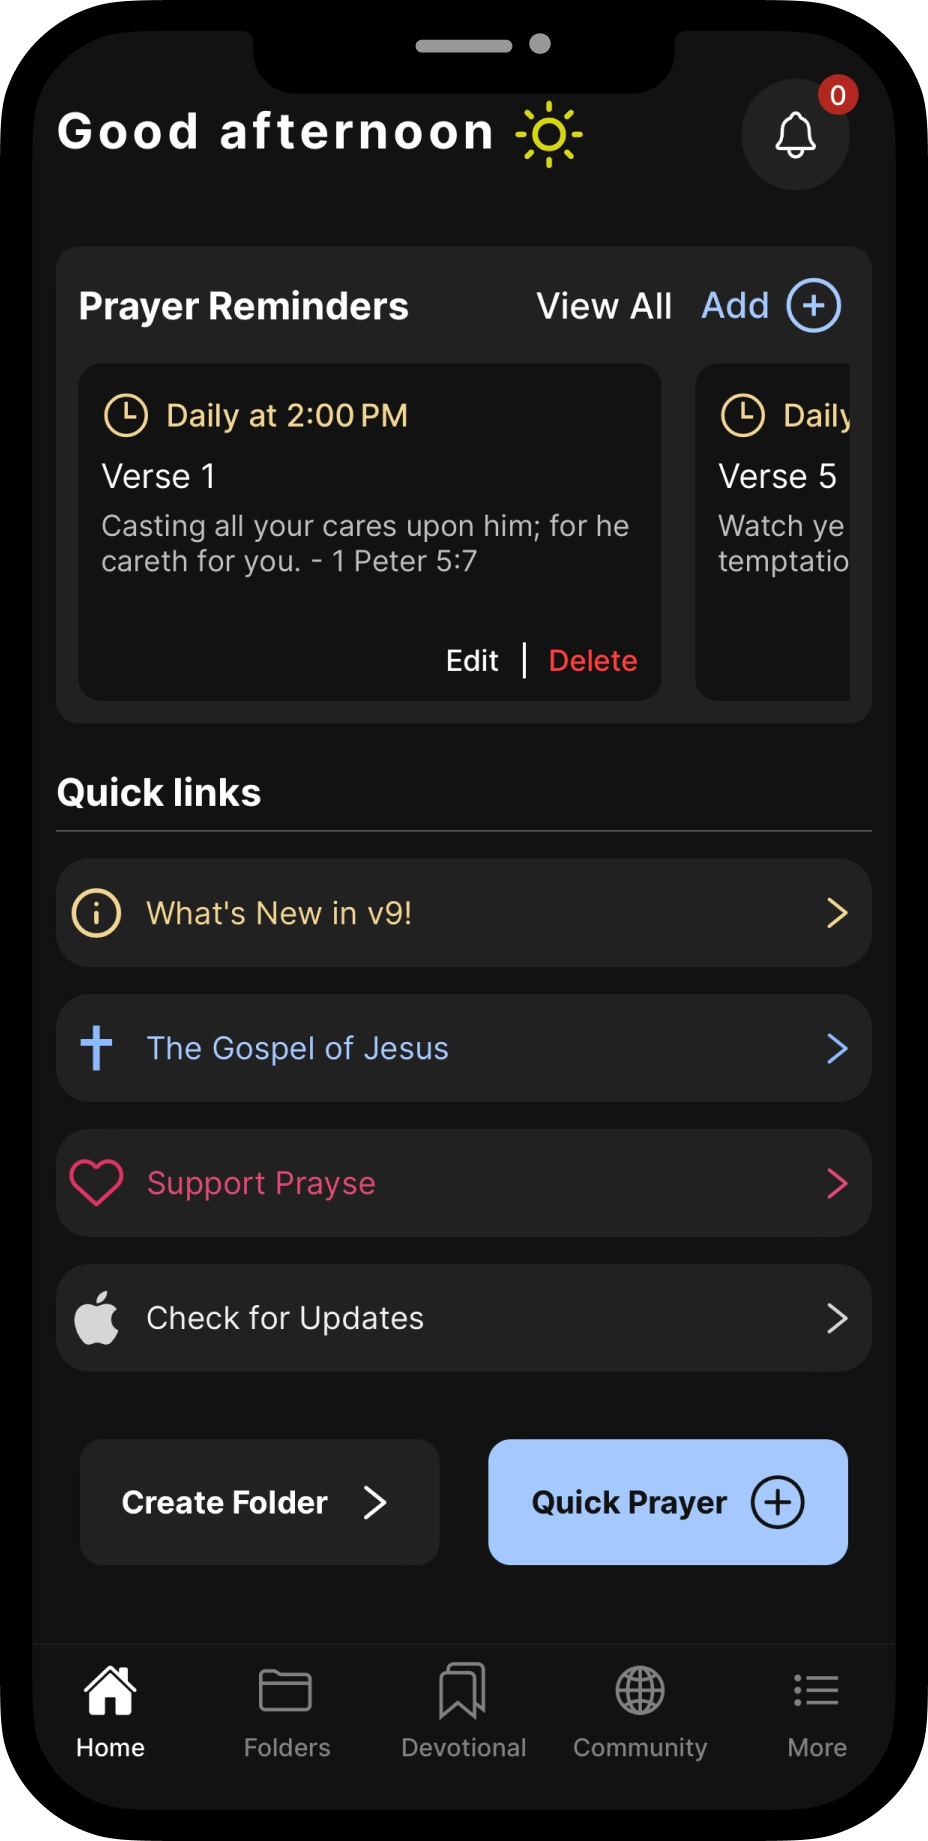 Good afternoon
0
Prayer Reminders
View All
Add
Daily at 2:00 PM
Verse 1
Casting all your cares upon him; for he
careth for you. - 1 Peter 5:7
Edit | Delete
Daily
Verse 5
Watch ye
temptatio
Quick links
What's New in v9!
The Gospel of Jesus
Support Prayse
Check for Updates
Create Folder
Quick Prayer
Home
Folders
Devotional
Community
More